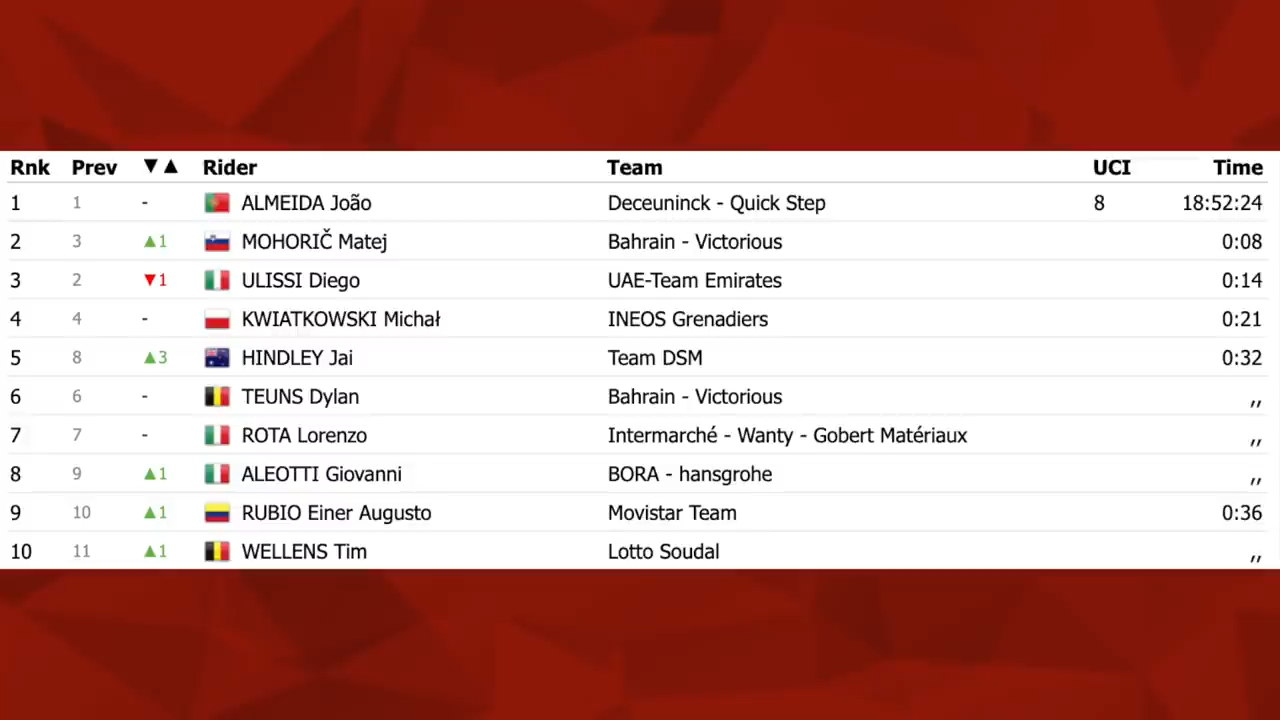 Rnk Prev ▼▲ Rider Team UCI Time
1 1 - ALMEIDA João Deceuninck - Quick Step 8 18:52:24
2 3 ▲1 MOHORIČ Matej Bahrain - Victorious 0:08
3 2 ▼1 ULISSI Diego UAE-Team Emirates 0:14
4 4 - KWIATKOWSKI Michał INEOS Grenadiers 0:21
5 8 ▲3 HINDLEY Jai Team DSM 0:32
6 6 - TEUNS Dylan Bahrain - Victorious ,,
7 7 - ROTA Lorenzo Intermarché - Wanty - Gobert Matériaux ,,
8 9 ▲1 ALEOTTI Giovanni BORA - hansgrohe ,,
9 10 ▲1 RUBIO Einer Augusto Movistar Team 0:36
10 11 ▲1 WELLENS Tim Lotto Soudal ,,